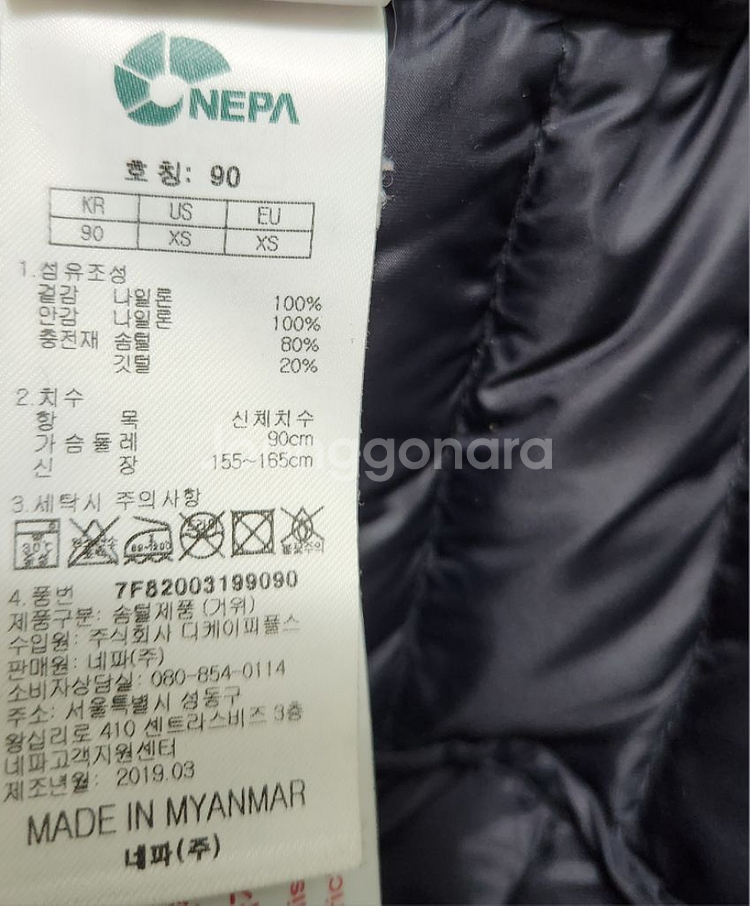 NEPA
호칭: 90
KR US EU
90 XS XS
1.섬유조성
겉감 나일론 100%
안감 나일론 100%
충전재 솜털 80%
깃털 20%
2.치수
항 목 신체치수
가슴둘레 90cm
신 장 155~165cm
3.세탁시 주의사항
4.품번 7F82003199090
제품구분: 솜털제품 (거위)
수입원: 주식회사 디케이피플스
판매원: 네파(주)
소비자상담실: 080-854-0114
주소: 서울특별시 성동구
왕십리로 410 센트라스비즈 3층
네파고객지원센터
제조년월: 2019.03
MADE IN MYANMAR
네파(주)